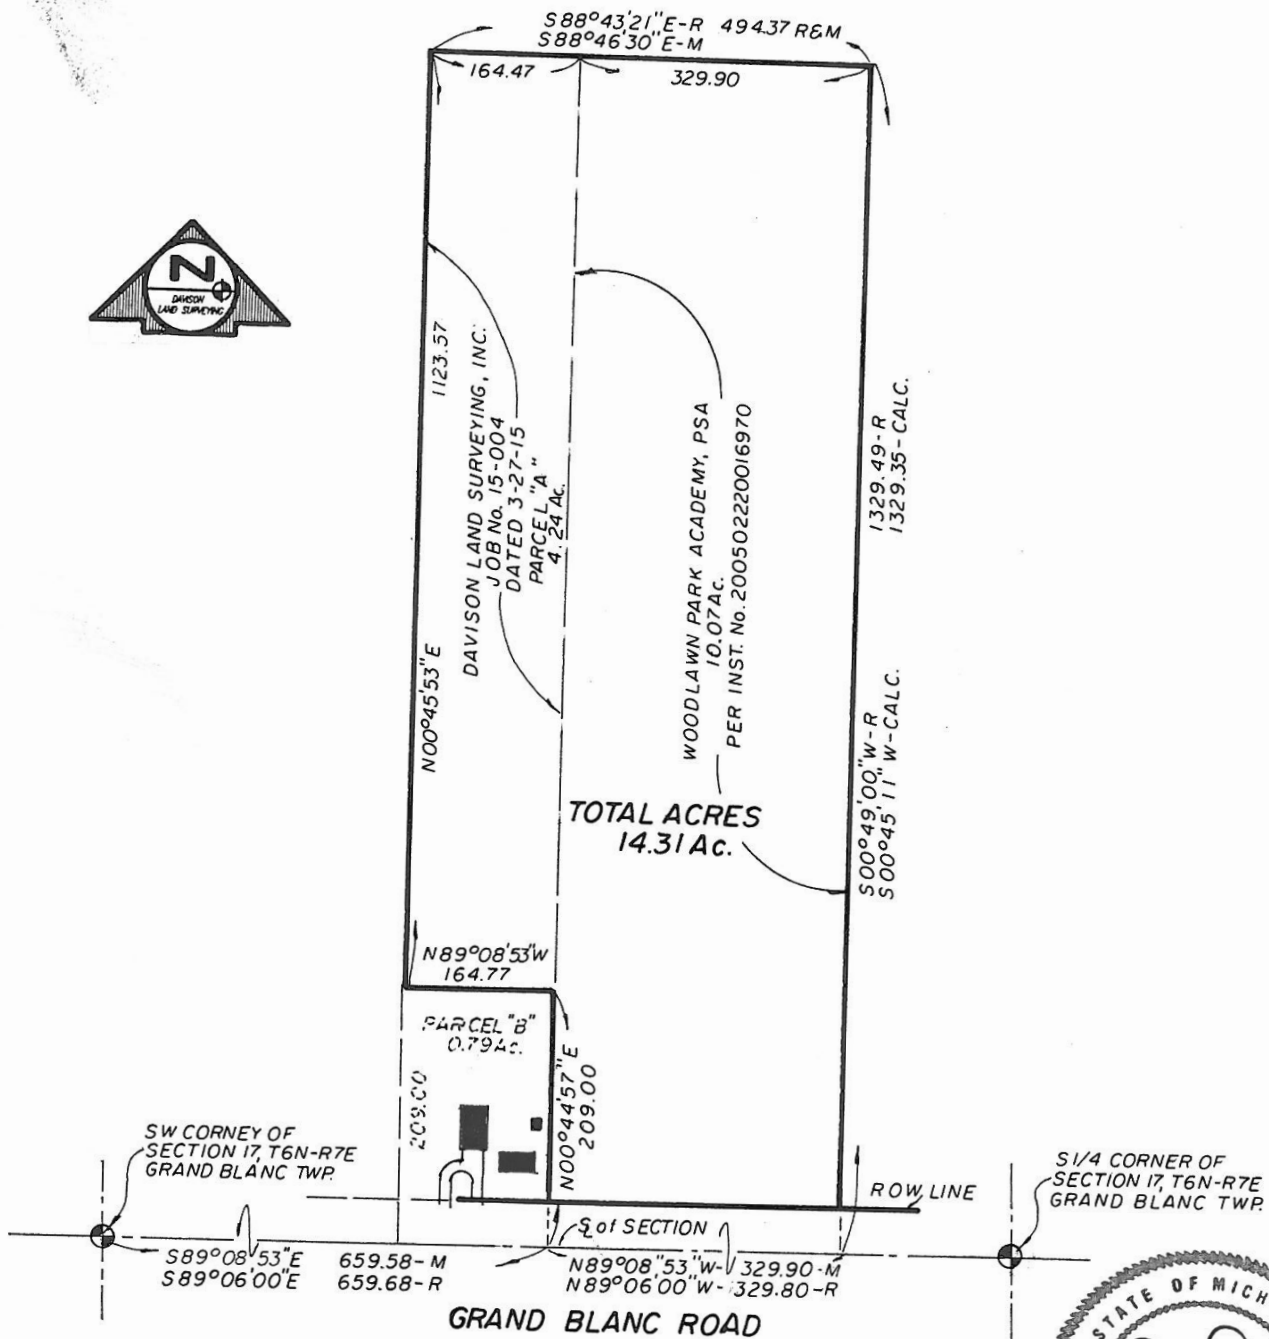 S88°43'21"E-R 494.37 R&M
S88°46'30"E-M
164.47
329.90
N
DAVISON
LAND SURVEYING
1123.57
N00°45'53"E
DAVISON LAND SURVEYING, INC.
JOB No. 15-004
DATED 3-27-15
PARCEL "A"
4.24 Ac.
WOODLAWN PARK ACADEMY, PSA
10.07Ac.
PER INST. No. 200502220016970
1329.49-R
1329.35-CALC.
S00°49'00"W-R
S00°45'11"W-CALC.
TOTAL ACRES
14.31 Ac.
N89°08'53"W
164.77
PARCEL "B"
0.79Ac.
209.00
N00°44'57"E
209.00
SW CORNEY OF
SECTION 17, T6N-R7E
GRAND BLANC TWP.
S1/4 CORNER OF
SECTION 17, T6N-R7E
GRAND BLANC TWP.
ROW LINE
S of SECTION
S89°08'53"E 659.58-M
S89°06'00"E 659.68-R
N89°08"53"W- 329.90-M
N89°06'00"W- 329.80-R
GRAND BLANC ROAD
STATE OF MICH